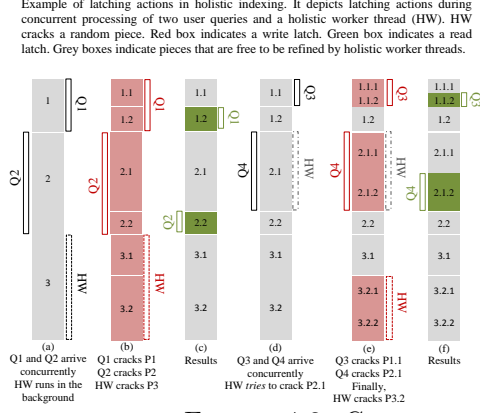 Example of latching actions in holistic indexing. It depicts latching actions during
concurrent processing of two user queries and a holistic worker thread (HW). HW
cracks a random piece. Red box indicates a write latch. Green box indicates a read
latch. Grey boxes indicate pieces that are free to be refined by holistic worker threads.
1
2
3
Q1
Q2
HW
(a)
Q1 and Q2 arrive
concurrently
HW runs in the
background
1.1
1.2
2.1
2.2
3.1
3.2
Q1
Q2
HW
(b)
Q1 cracks P1
Q2 cracks P2
HW cracks P3
1.1
1.2
2.1
2.2
3.1
3.2
Q1
Q2
(c)
Results
1.1
1.2
2.1
2.2
3.1
3.2
Q3
Q4
HW
(d)
Q3 and Q4 arrive
concurrently
HW tries to crack P2.1
1.1.1
1.1.2
1.2
2.1.1
2.1.2
2.2
3.1
3.2.1
3.2.2
Q3
Q4
HW
HW
(e)
Q3 cracks P1.1
Q4 cracks P2.1
Finally,
HW cracks P3.2
1.1.1
1.1.2
1.2
2.1.1
2.1.2
2.2
3.1
3.2.1
3.2.2
Q3
Q4
(f)
Results